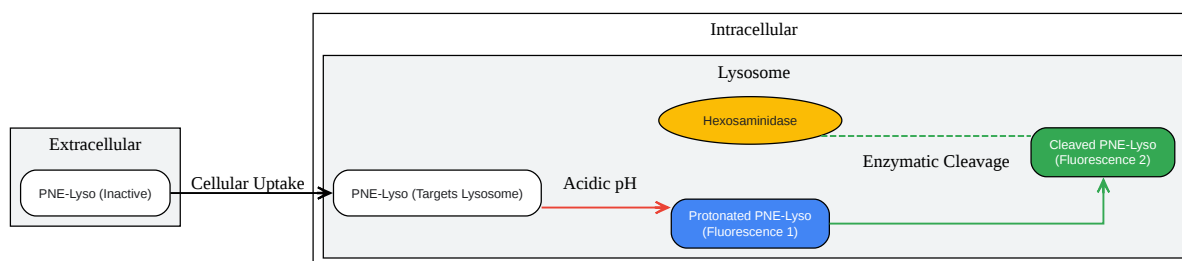 Intracellular
Lysosome
Hexosaminidase
Extracellular
Cleaved PNE-Lyso
(Fluorescence 2)
Enzymatic Cleavage
PNE-Lyso (Inactive)
Cellular Uptake
PNE-Lyso (Targets Lysosome)
Acidic pH
Protonated PNE-Lyso
(Fluorescence 1)